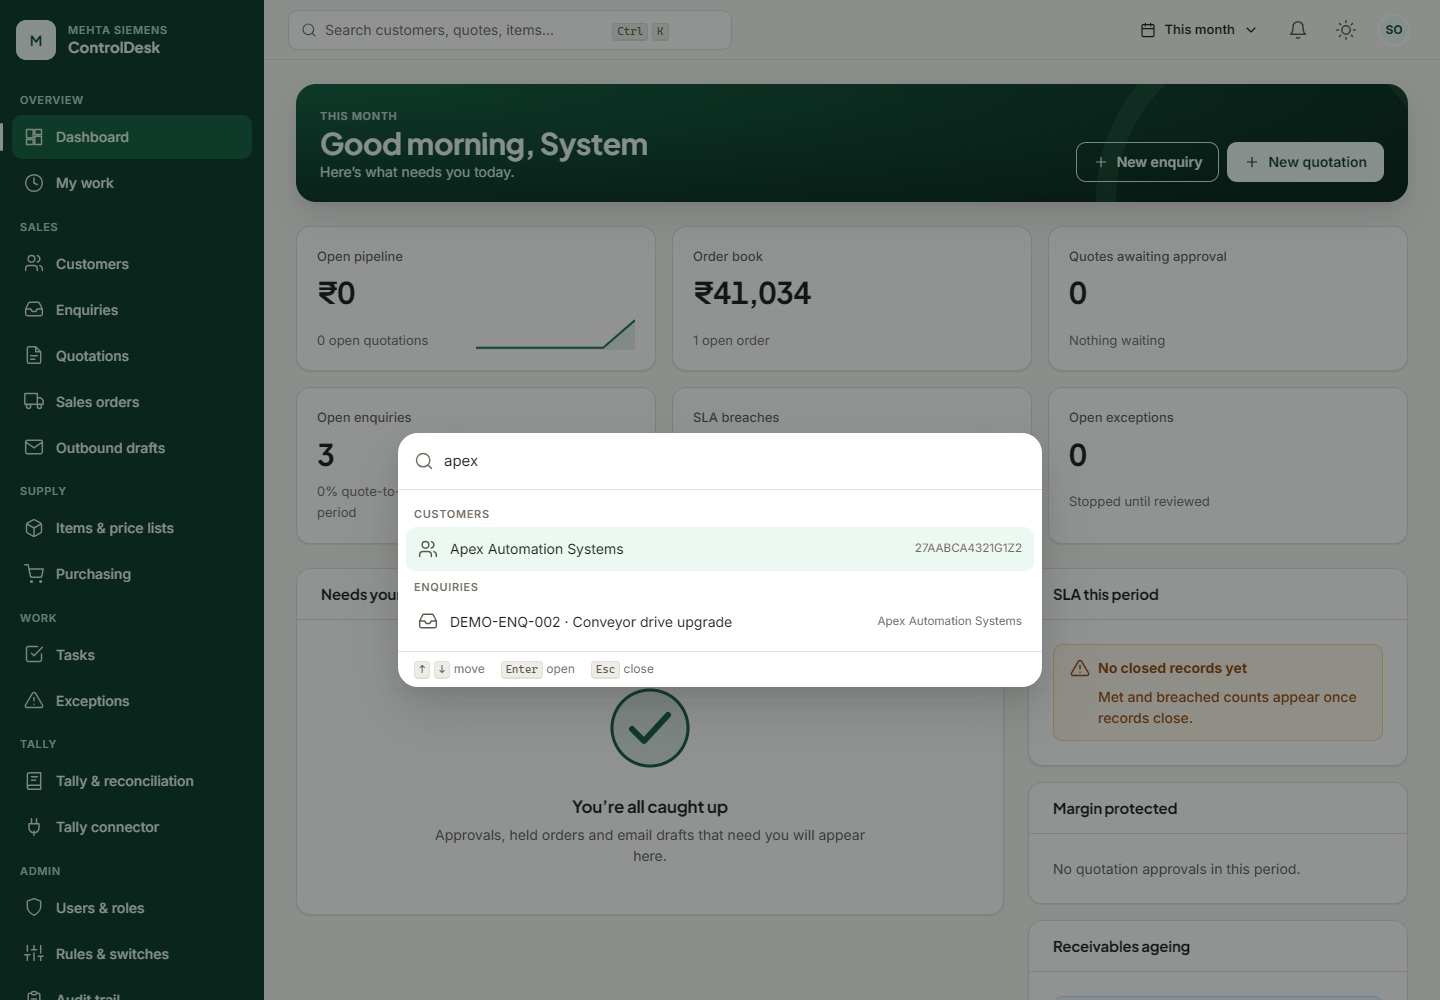 M
MEHTA SIEMENS
ControlDesk
OVERVIEW
Dashboard
My work
SALES
Customers
Enquiries
Quotations
Sales orders
Outbound drafts
SUPPLY
Items & price lists
Purchasing
WORK
Tasks
Exceptions
TALLY
Tally & reconciliation
Tally connector
ADMIN
Users & roles
Rules & switches
Audit trail
Search customers, quotes, items...
Ctrl K
This month
SO
THIS MONTH
Good morning, System
Here’s what needs you today.
New enquiry
New quotation
Open pipeline
₹0
0 open quotations
Order book
₹41,034
1 open order
Quotes awaiting approval
0
Nothing waiting
Open enquiries
3
0% quote-to-
period
SLA breaches
Open exceptions
0
Stopped until reviewed
apex
CUSTOMERS
Apex Automation Systems
27AABCA4321G1Z2
ENQUIRIES
DEMO-ENQ-002 · Conveyor drive upgrade
Apex Automation Systems
↑ ↓ move Enter open Esc close
Needs your
You’re all caught up
Approvals, held orders and email drafts that need you will appear
here.
SLA this period
No closed records yet
Met and breached counts appear once
records close.
Margin protected
No quotation approvals in this period.
Receivables ageing